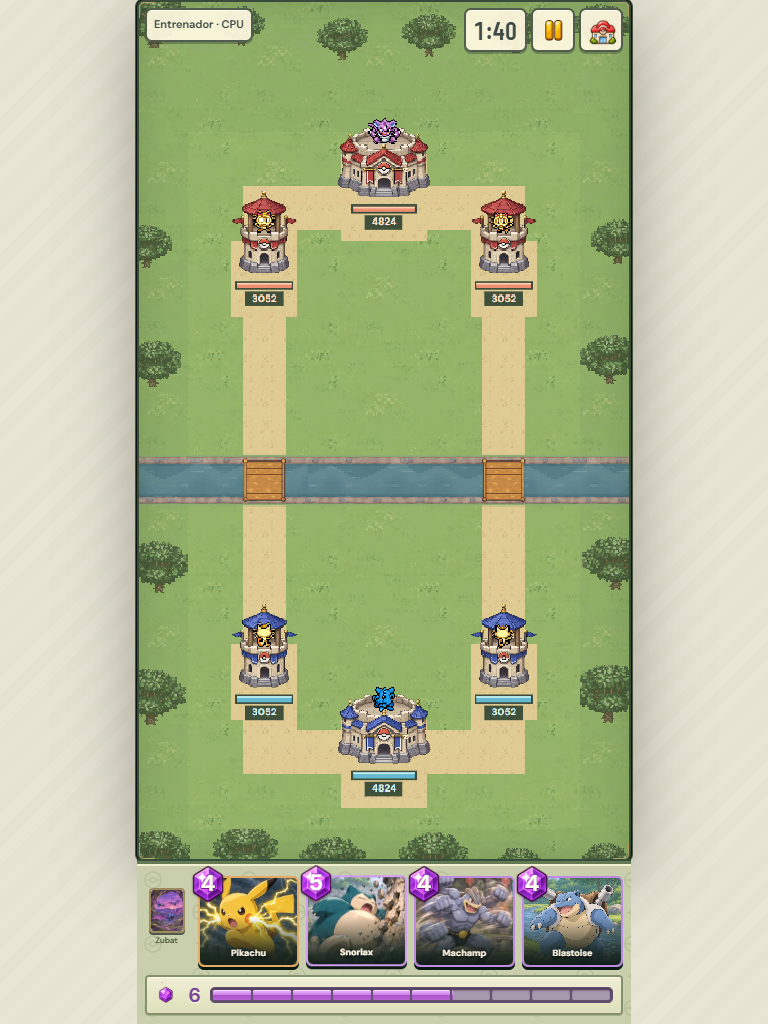 Entrenador · CPU
1:40
4824
3052
3052
3052
3052
4824
4
5
4
4
Zubat
Pikachu
Snorlax
Machamp
Blastoise
6